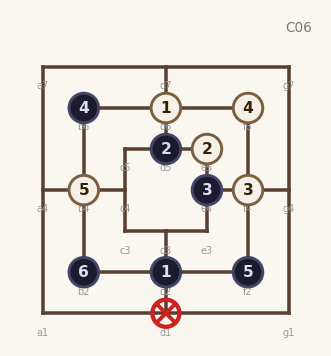 C06
a7 d7 g7
4 1 4
b6 d6 f6
2 2
c5 d5 e5
5 3 3
a4 b4 c4 e4 f4 g4
c3 d3 e3
6 1 5
b2 d2 f2
a1 d1 g1